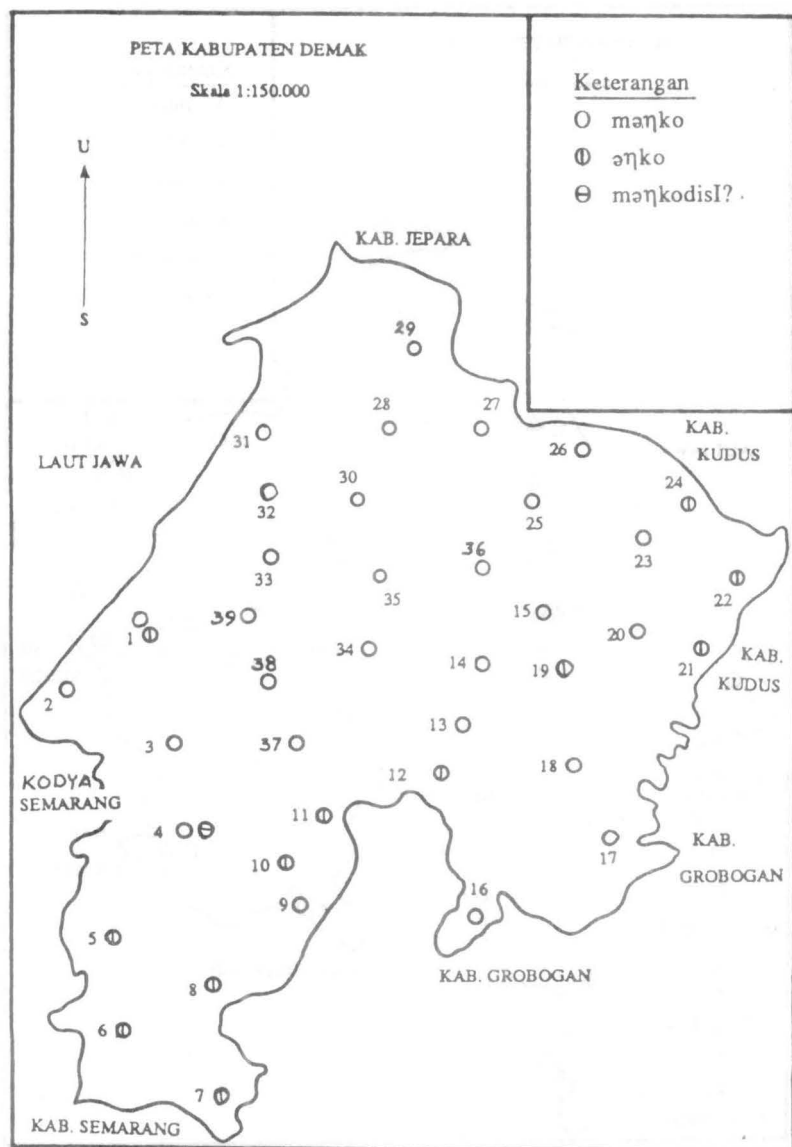 PETA KABUPATEN DEMAK
Skala 1:150.000
Keterangan
məηko
əηko
məηkodisI?
U
S
KAB. JEPARA
29
28
27
31
LAUT JAWA
KAB.
KUDUS
26
30
24
32
25
23
36
33
35
22
1
39
15
20
34
14
19
21
KAB.
KUDUS
2
38
13
3
37
12
18
KODYA
SEMARANG
11
4
17
KAB.
GROBOGAN
10
9
16
5
KAB. GROBOGAN
8
6
7
KAB. SEMARANG